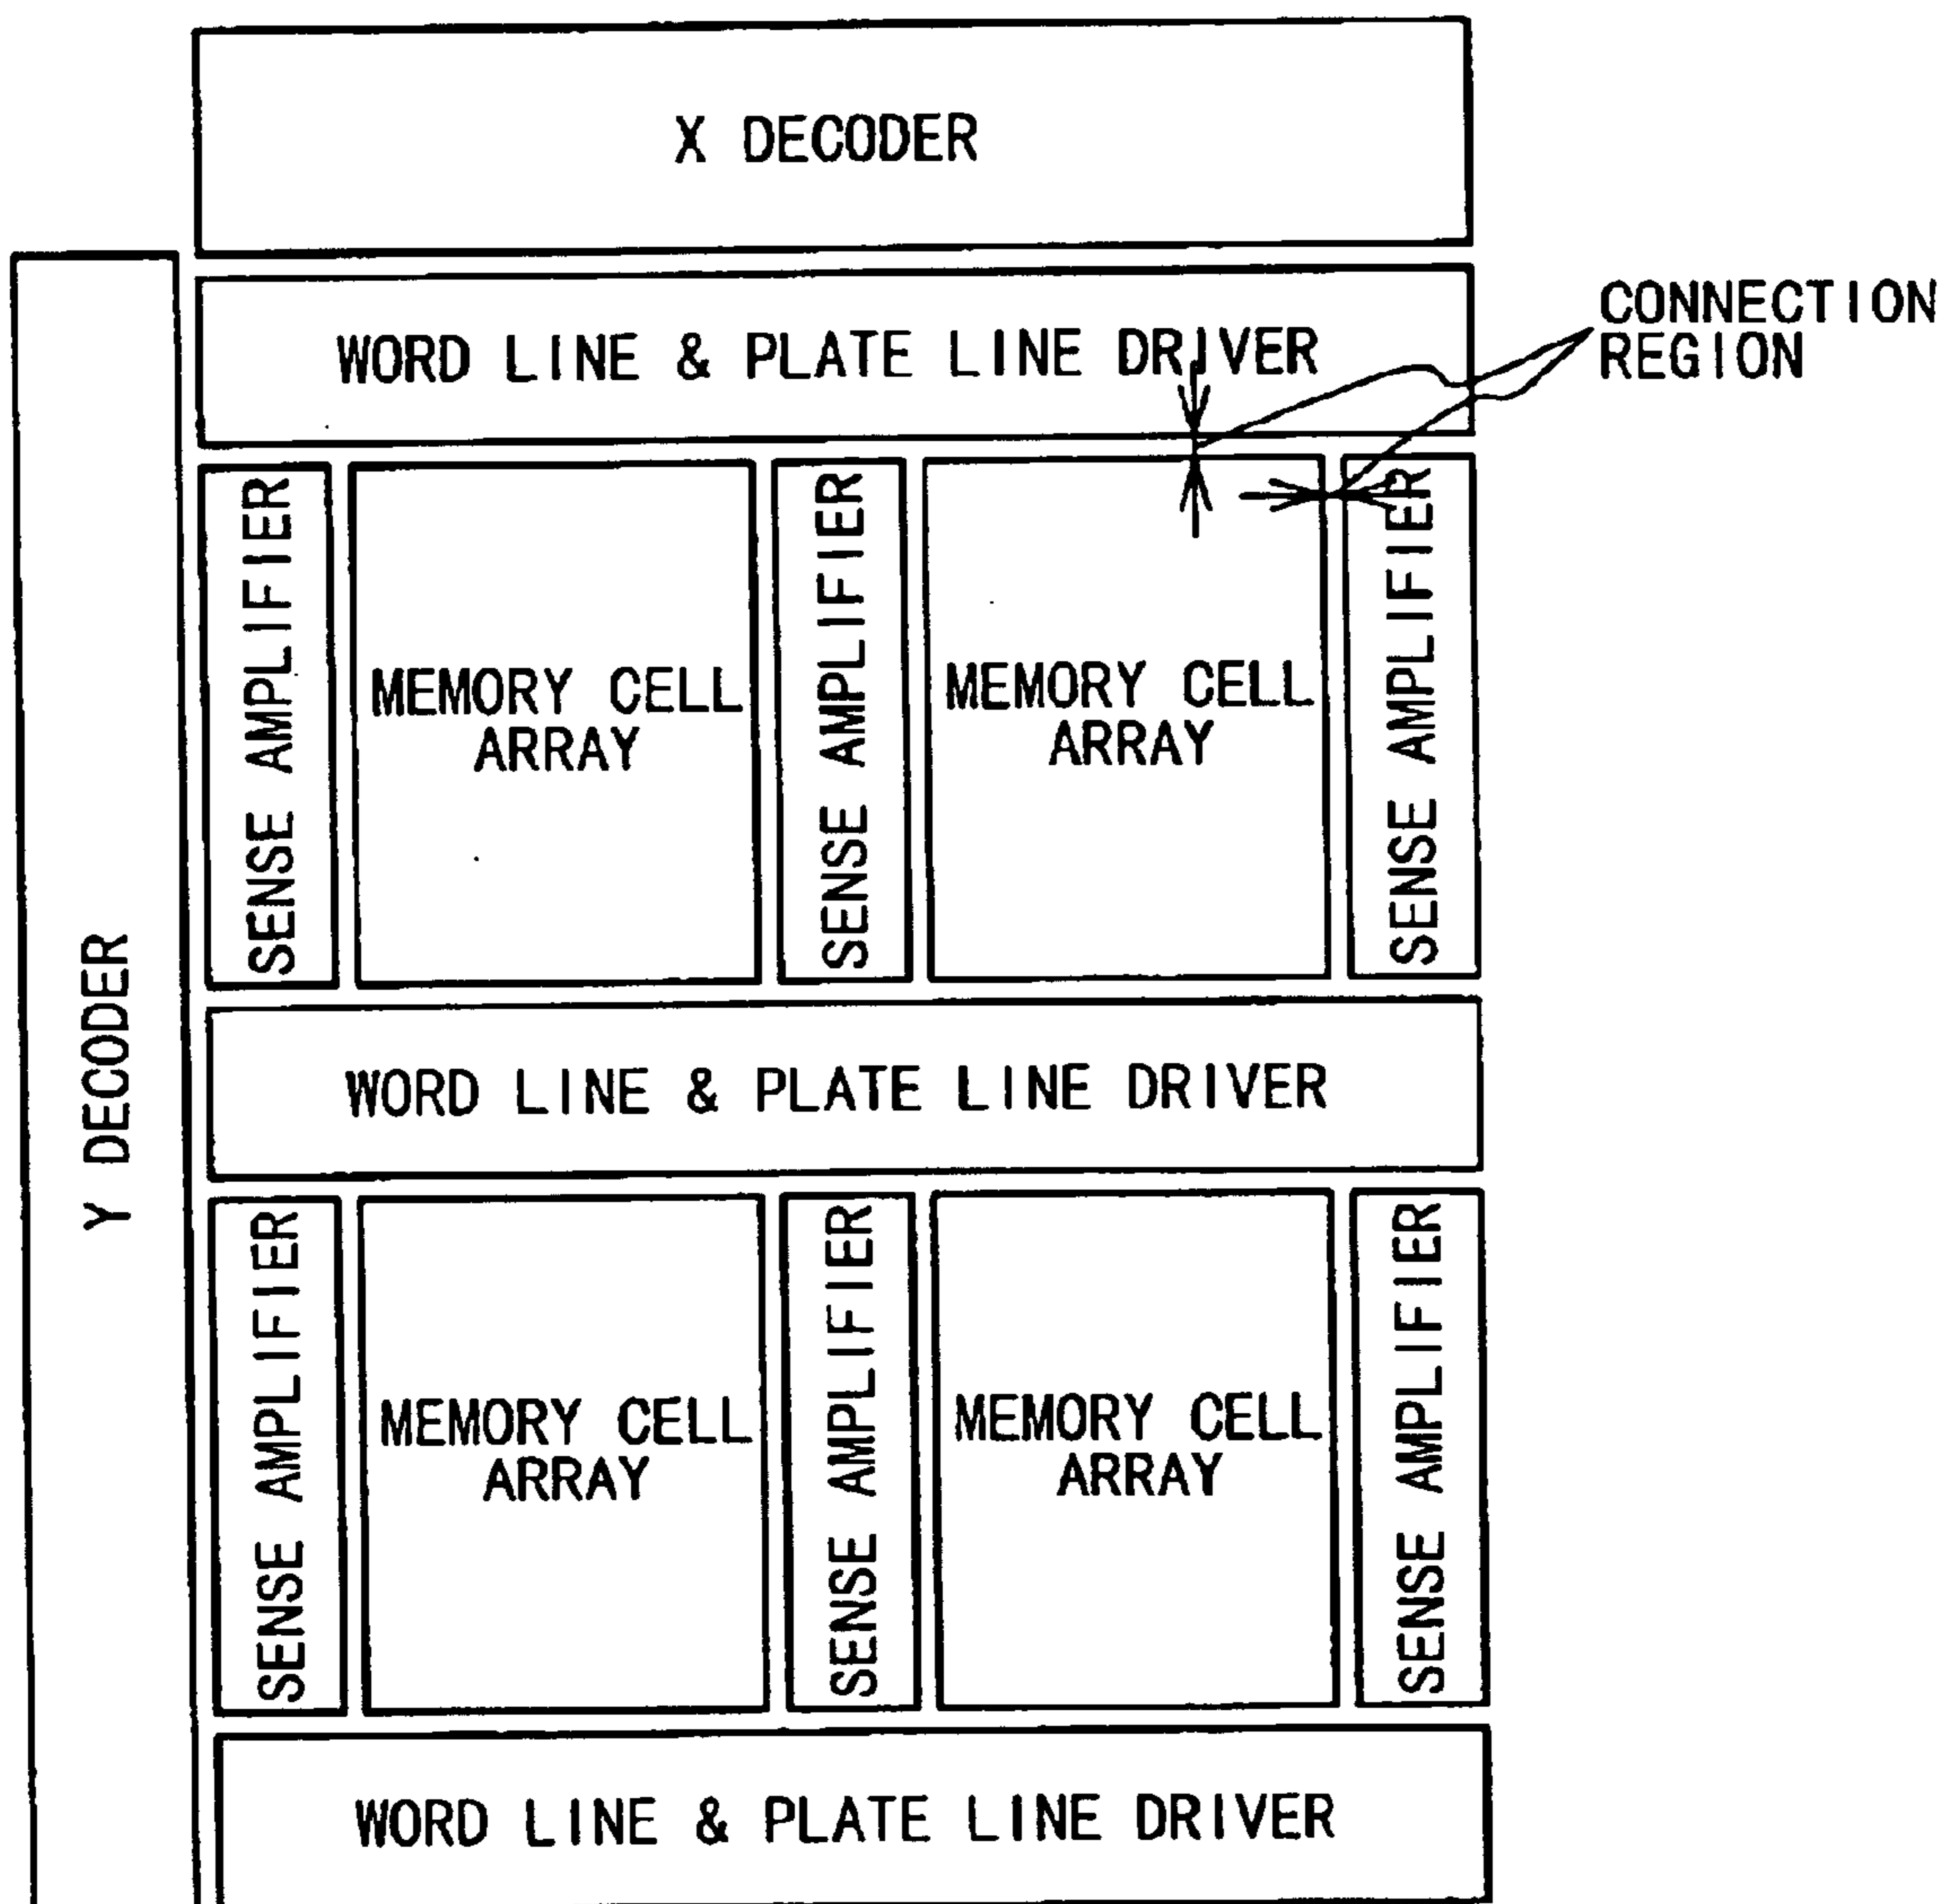 X DECODER
WORD LINE & PLATE LINE DRIVER
CONNECTION
REGION
SENSE AMPLIFIER
MEMORY CELL
ARRAY
SENSE AMPLIFIER
MEMORY CELL
ARRAY
SENSE AMPLIFIER
Y DECODER
WORD LINE & PLATE LINE DRIVER
SENSE AMPLIFIER
MEMORY CELL
ARRAY
SENSE AMPLIFIER
MEMORY CELL
ARRAY
SENSE AMPLIFIER
WORD LINE & PLATE LINE DRIVER